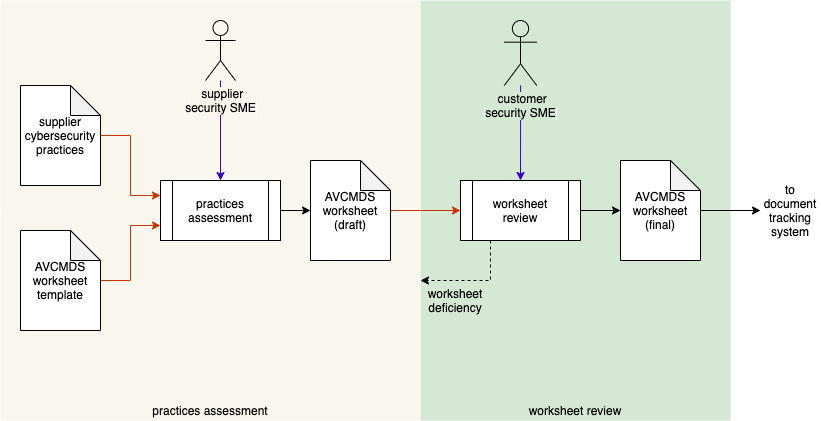 supplier
security SME
customer
security SME
supplier
cybersecurity
practices
practices
assessment
AVCMDS
worksheet
(draft)
worksheet
review
AVCMDS
worksheet
(final)
to
document
tracking
system
AVCMDS
worksheet
template
worksheet
deficiency
practices assessment
worksheet review